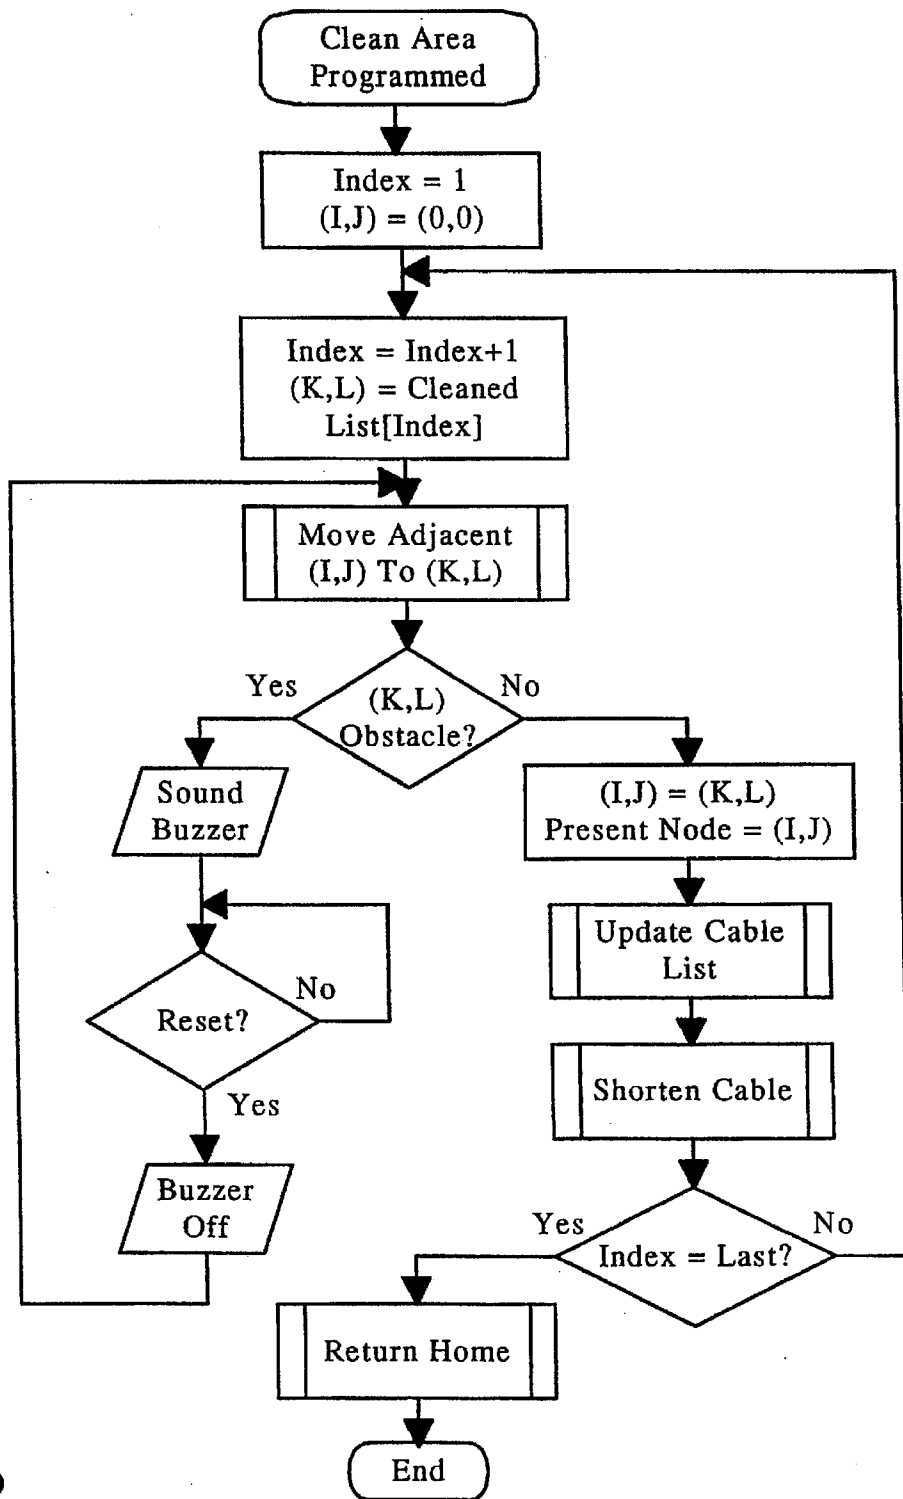 Clean Area
Programmed
Index = 1
(I,J) = (0,0)
Index = Index+1
(K,L) = Cleaned
List[Index]
Move Adjacent
(I,J) To (K,L)
Yes
No
(K,L)
Obstacle?
Sound
Buzzer
(I,J) = (K,L)
Present Node = (I,J)
Update Cable
List
No
Reset?
Shorten Cable
Yes
Buzzer
Off
Yes
No
Index = Last?
Return Home
End